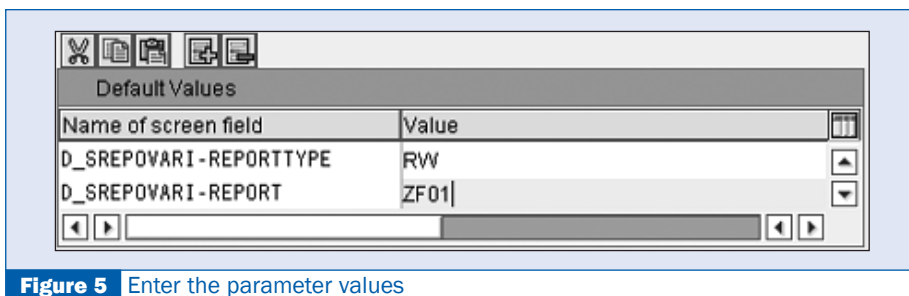 Default Values
Name of screen field Value
D_SREPOVARI-REPORTTYPE RW
D_SREPOVARI-REPORT ZF01
Figure 5 Enter the parameter values